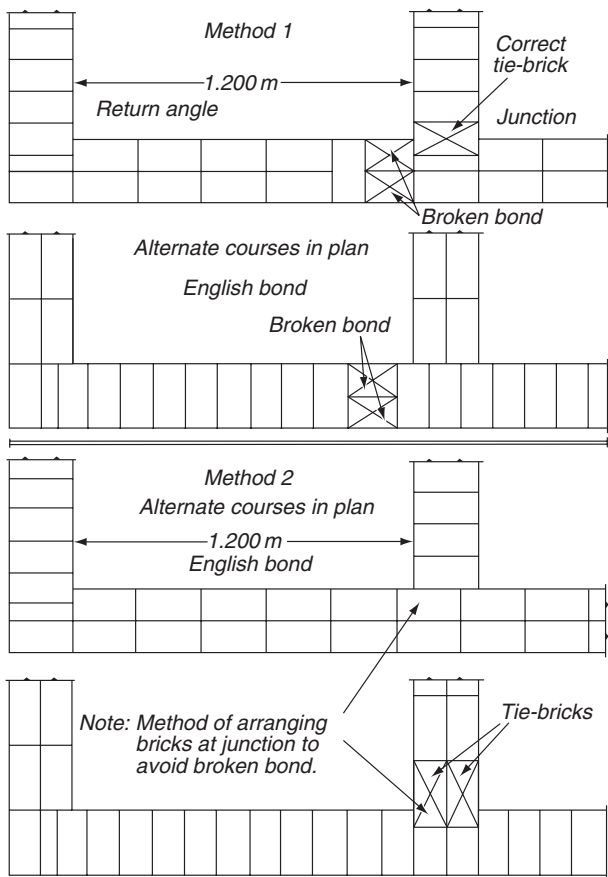 Method 1
Correct
tie-brick
1.200 m
Return angle
Junction
Broken bond
Alternate courses in plan
English bond
Broken bond
Method 2
Alternate courses in plan
1.200 m
English bond
Note: Method of arranging
bricks at junction to
avoid broken bond.
Tie-bricks